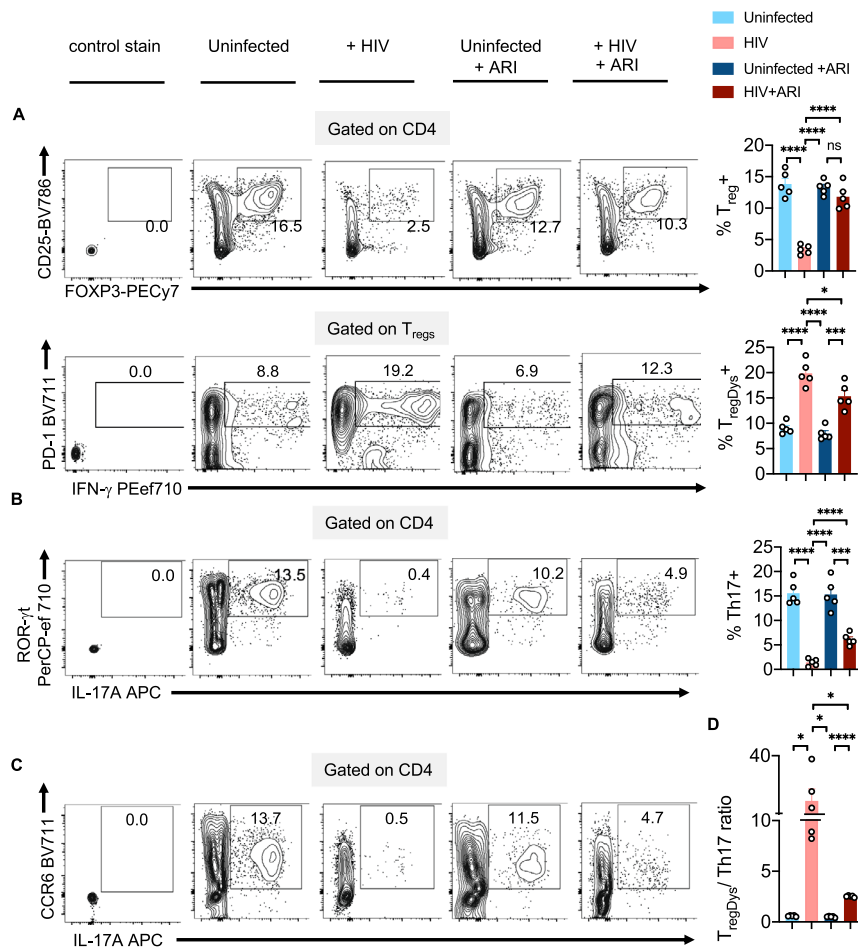 control stain
Uninfected
+ HIV
Uninfected
+ ARI
+ HIV
+ ARI
Uninfected
HIV
Uninfected +ARI
HIV+ARI
A
Gated on CD4
CD25-BV786
0.0
16.5
2.5
12.7
10.3
FOXP3-PECy7
****
****
****
ns
% Treg+
20
15
10
5
0
Gated on Tregs
PD-1 BV711
0.0
8.8
19.2
6.9
12.3
IFN-γ PEef710
*
****
****
***
% TregDys+
25
20
15
10
5
0
B
Gated on CD4
ROR-γt
PerCP-ef 710
0.0
13.5
0.4
10.2
4.9
IL-17A APC
****
****
****
***
% Th17+
25
20
15
10
5
0
C
Gated on CD4
CCR6 BV711
0.0
13.7
0.5
11.5
4.7
IL-17A APC
D
*
*
*
****
TregDys/ Th17 ratio
40
10
5
0